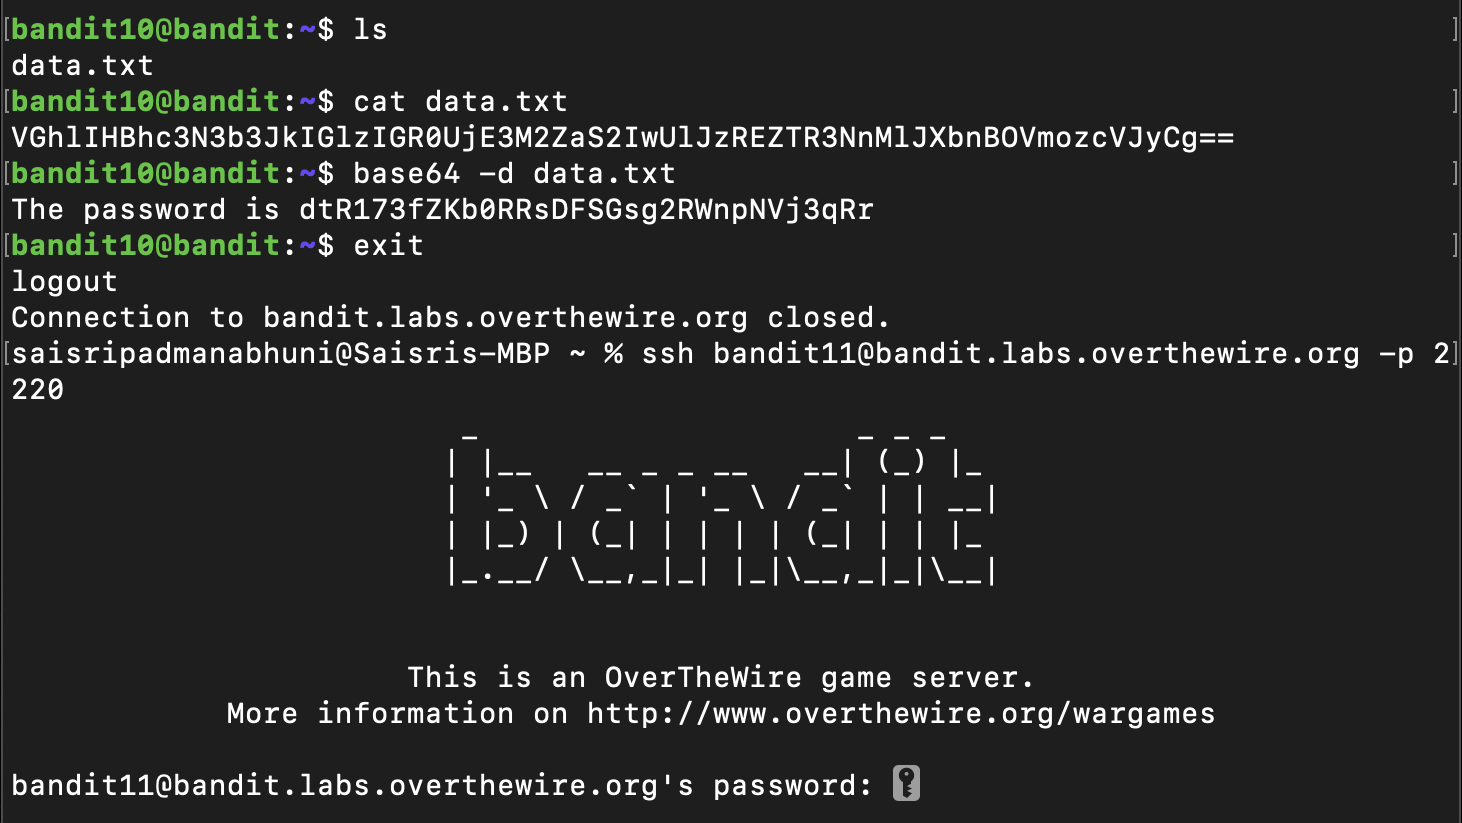 [bandit10@bandit:~$ ls ]
data.txt
[bandit10@bandit:~$ cat data.txt ]
VGhlIHBhc3N3b3JkIGlzIGR0UjE3M2ZaS2IwUlJzREZTR3NnMlJXbnBOVmozcVJyCg==
[bandit10@bandit:~$ base64 -d data.txt ]
The password is dtR173fZKb0RRsDFSGsg2RWnpNVj3qRr
[bandit10@bandit:~$ exit ]
logout
Connection to bandit.labs.overthewire.org closed.
[saisripadmanabhuni@Saisris-MBP ~ % ssh bandit11@bandit.labs.overthewire.org -p 2]
220
                         _                     _ _ _
                        | |__   __ _ _ __   __| (_) |_
                        | '_ \ / _` | '_ \ / _` | | __|
                        | |_) | (_| | | | | (_| | | |_
                        |_.__/ \__,_|_| |_|\__,_|_|\__|
This is an OverTheWire game server.
More information on http://www.overthewire.org/wargames
bandit11@bandit.labs.overthewire.org's password: